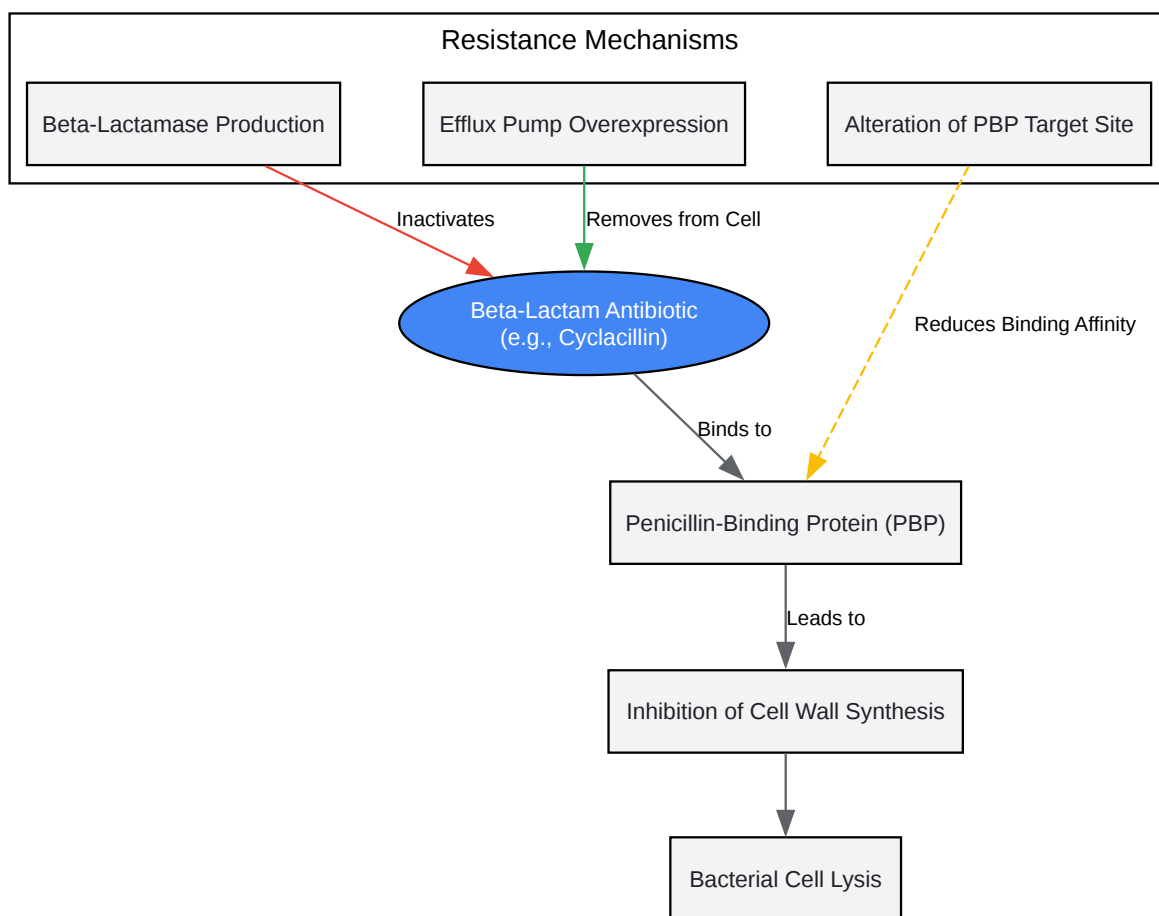 Resistance Mechanisms
Beta-Lactamase Production
Efflux Pump Overexpression
Alteration of PBP Target Site
Inactivates
Removes from Cell
Beta-Lactam Antibiotic
(e.g., Cyclacillin)
Reduces Binding Affinity
Binds to
Penicillin-Binding Protein (PBP)
Leads to
Inhibition of Cell Wall Synthesis
Bacterial Cell Lysis